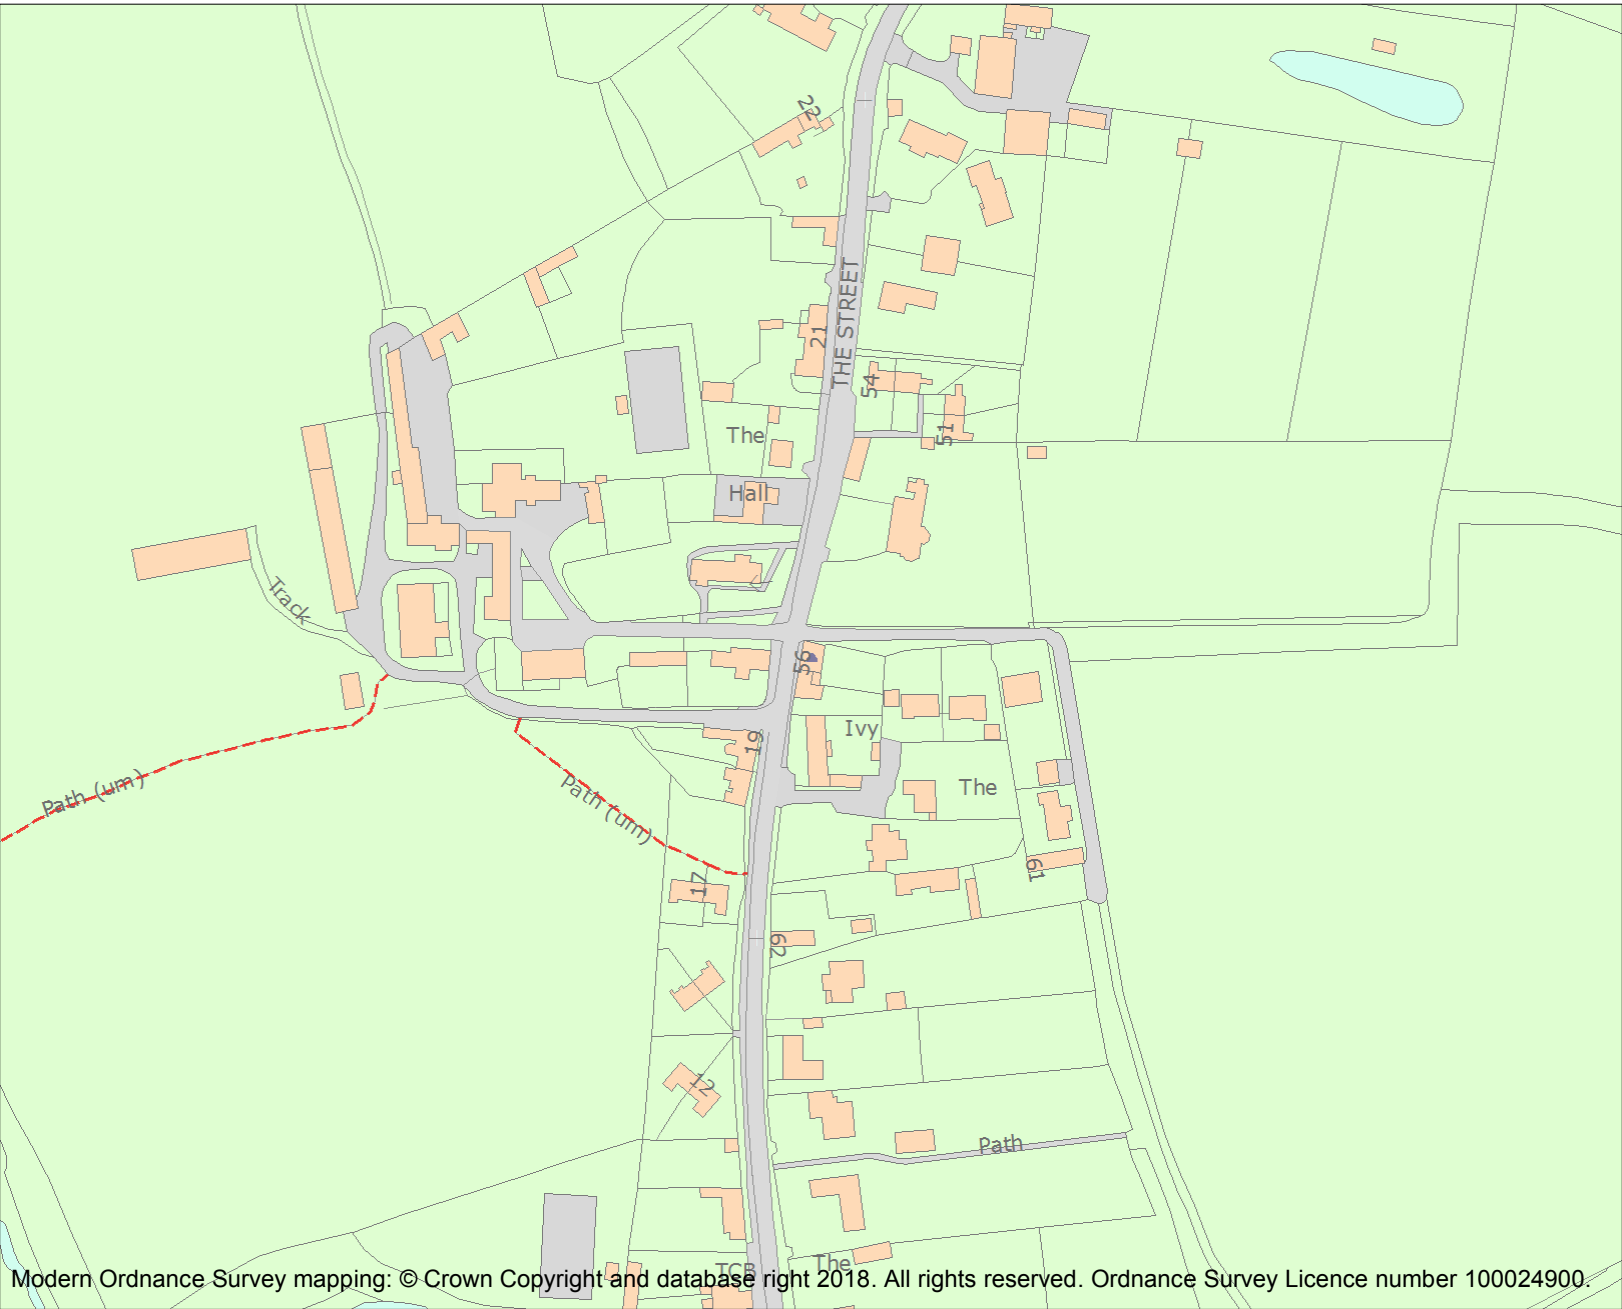 22
THE STREET
21
54
51
The
Hall
Track
56
Ivy
19
The
Path (um)
Path (um)
61
17
62
12
Path
The
TCB
Modern Ordnance Survey mapping: © Crown Copyright and database right 2018. All rights reserved. Ordnance Survey Licence number 100024900.